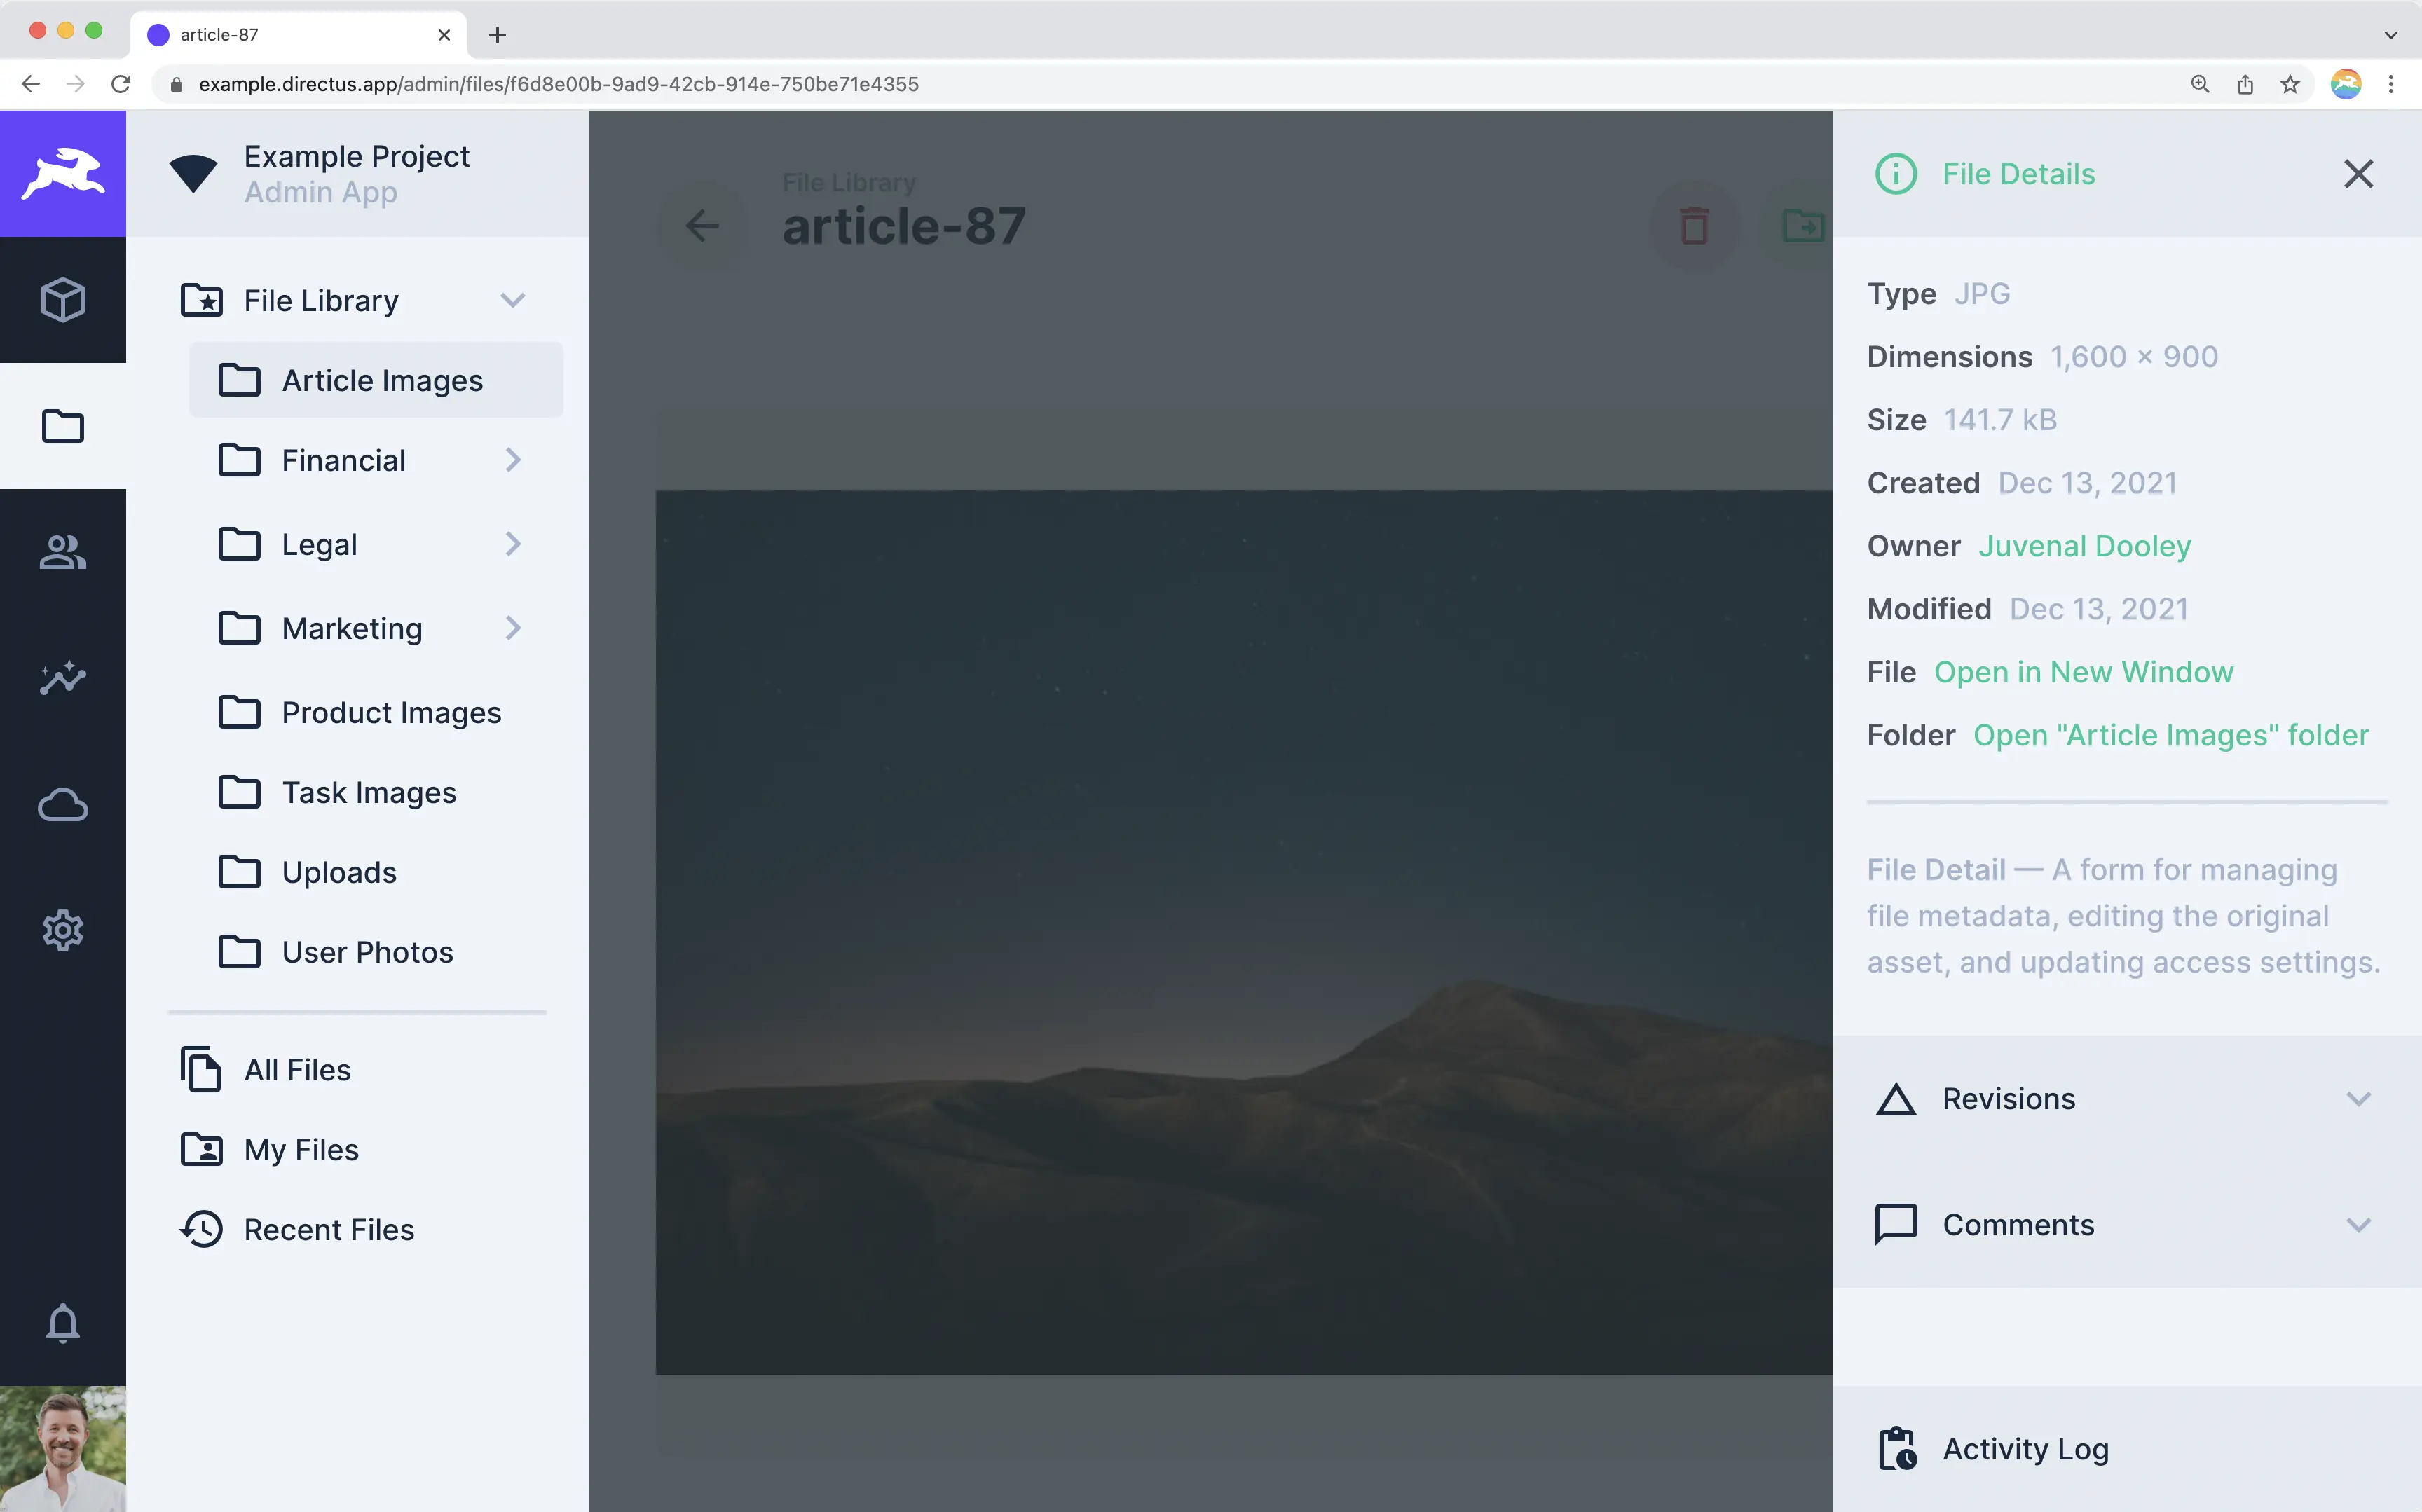 article-87
example.directus.app/admin/files/f6d8e00b-9ad9-42cb-914e-750be71e4355
Example Project
Admin App
File Library
Article Images
Financial
Legal
Marketing
Product Images
Task Images
Uploads
User Photos
All Files
My Files
Recent Files
File Library
article-87
File Details
Type JPG
Dimensions 1,600 × 900
Size 141.7 kB
Created Dec 13, 2021
Owner Juvenal Dooley
Modified Dec 13, 2021
File Open in New Window
Folder Open "Article Images" folder
File Detail — A form for managing
file metadata, editing the original
asset, and updating access settings.
Revisions
Comments
Activity Log